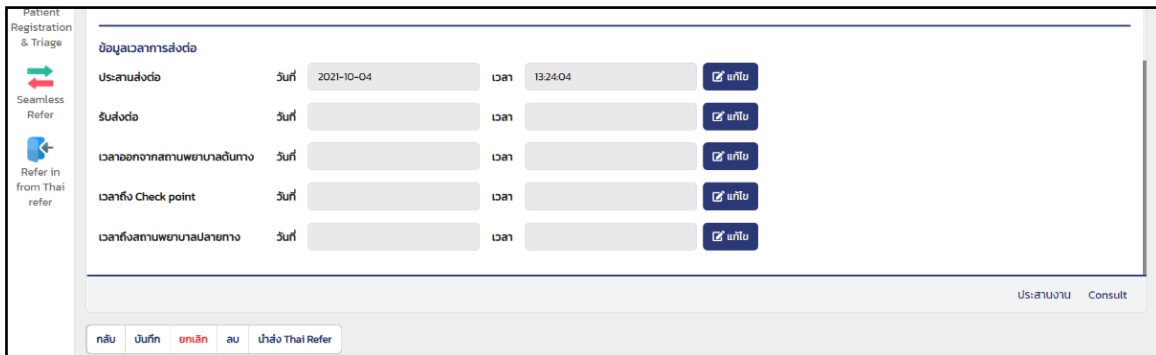 Patient
Registration
& Triage
Seamless
Refer
Refer in
from Thai
refer
ข้อมูลเวลาการส่งต่อ
ประสานส่งต่อ วันที่ 2021-10-04 เวลา 13:24:04 แก้ไข
รับส่งต่อ วันที่ เวลา แก้ไข
เวลาออกจากสถานพยาบาลต้นทาง วันที่ เวลา แก้ไข
เวลาถึง Check point วันที่ เวลา แก้ไข
เวลาถึงสถานพยาบาลปลายทาง วันที่ เวลา แก้ไข
ประสานงาน Consult
กลับ บันทึก ยกเลิก ลบ นำส่ง Thai Refer